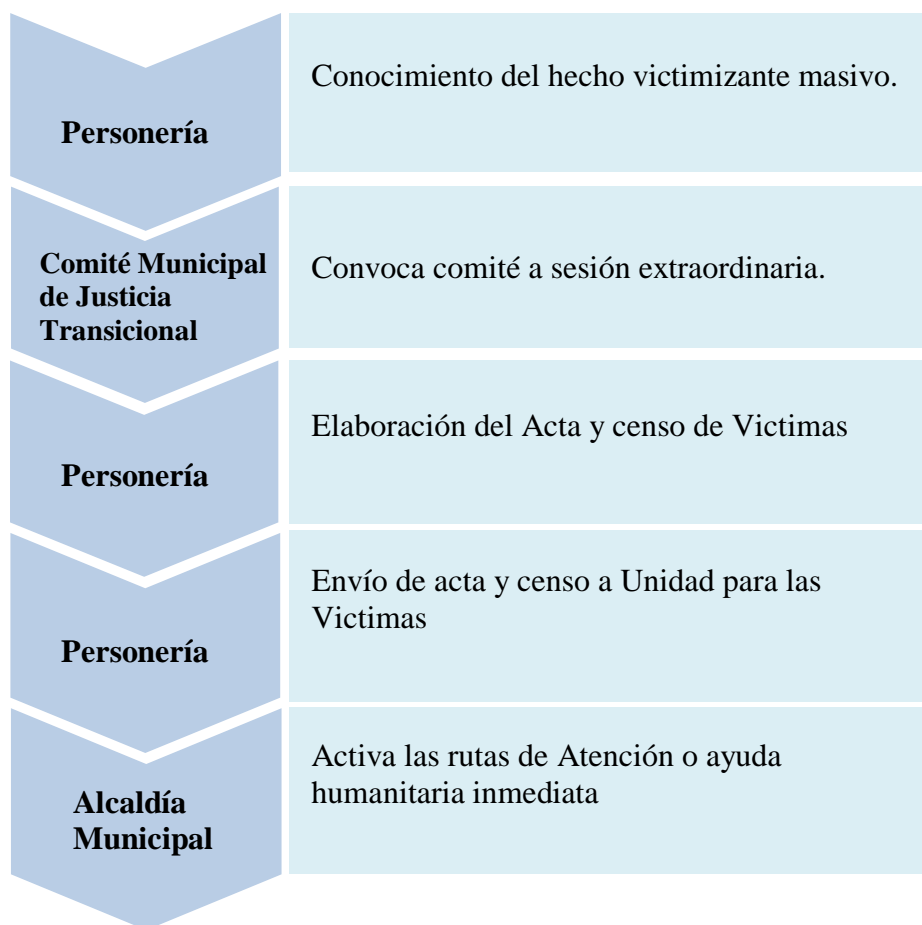 Personería
Conocimiento del hecho victimizante masivo.
Comité Municipal
de Justicia
Transicional
Convoca comité a sesión extraordinaria.
Personería
Elaboración del Acta y censo de Victimas
Personería
Envío de acta y censo a Unidad para las
Victimas
Alcaldía
Municipal
Activa las rutas de Atención o ayuda
humanitaria inmediata